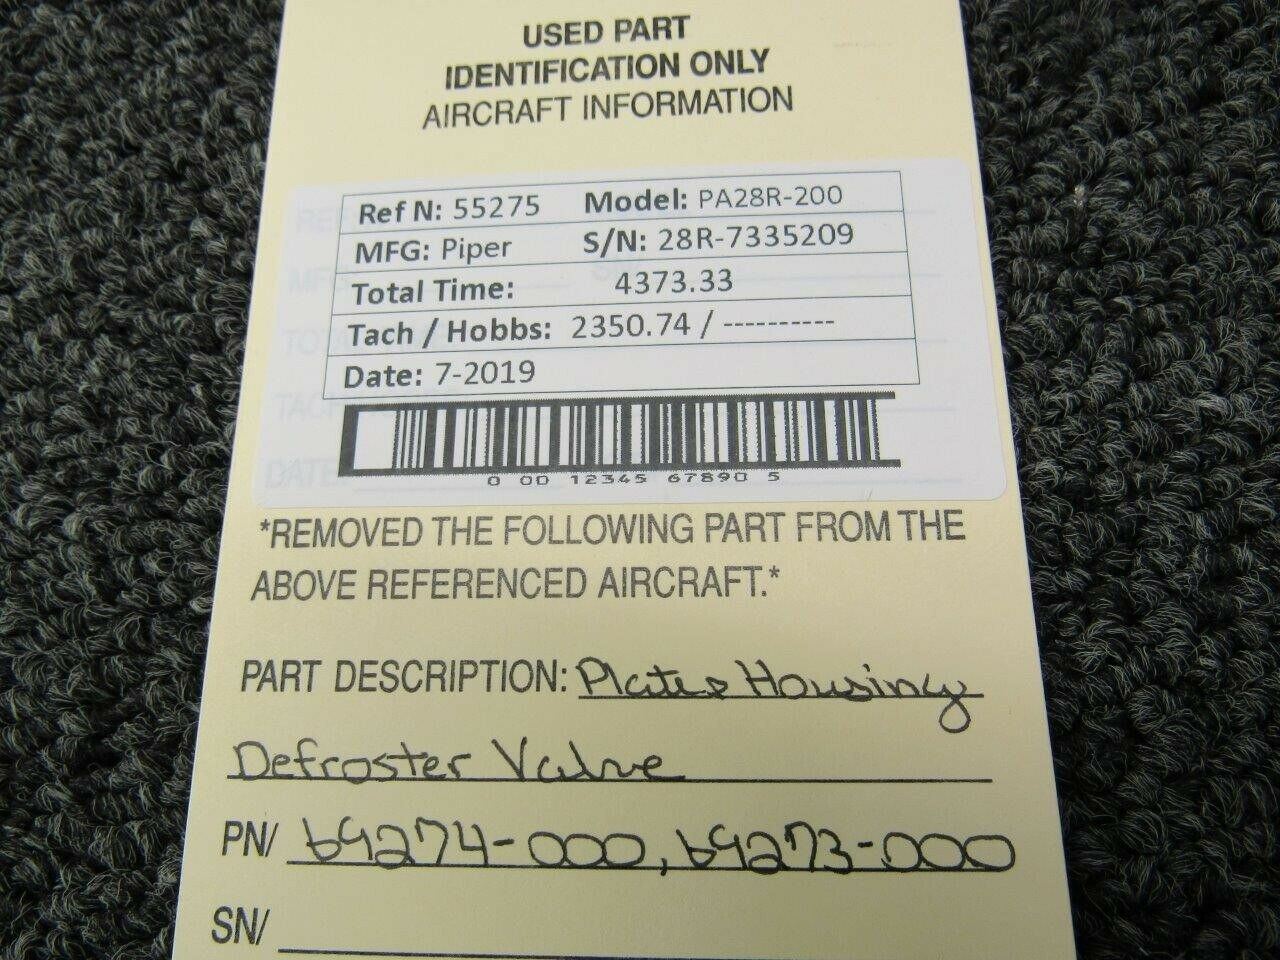 USED PART
IDENTIFICATION ONLY
AIRCRAFT INFORMATION
Ref N: 55275 Model: PA28R-200
MFG: Piper S/N: 28R-7335209
Total Time: 4373.33
Tach / Hobbs: 2350.74 / ----------
Date: 7-2019
0 00 12345 67890 5
*REMOVED THE FOLLOWING PART FROM THE
ABOVE REFERENCED AIRCRAFT.*
PART DESCRIPTION: Plate & Housing
Defroster Valve
PN/ 69274-000, 69273-000
SN/